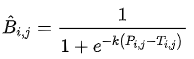 $\hat{B}_{i,j} = \frac{1}{1 + e^{-k(P_{i,j} - T_{i,j})}}$